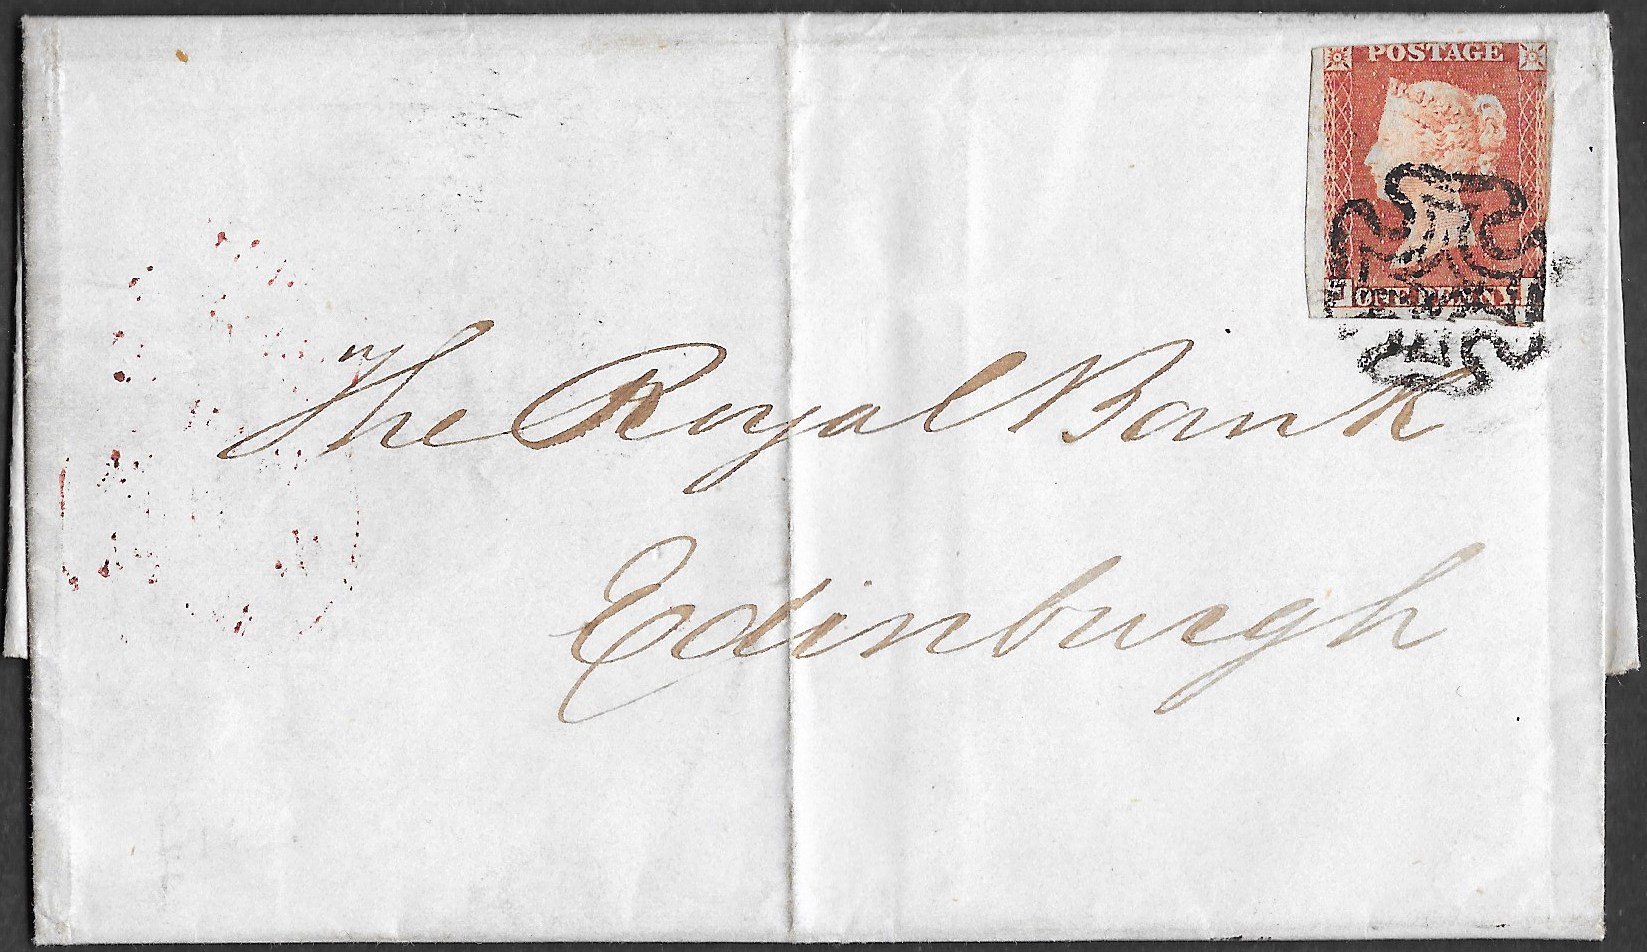 POSTAGE
ONE PENNY
The Royal Bank
Edinburgh